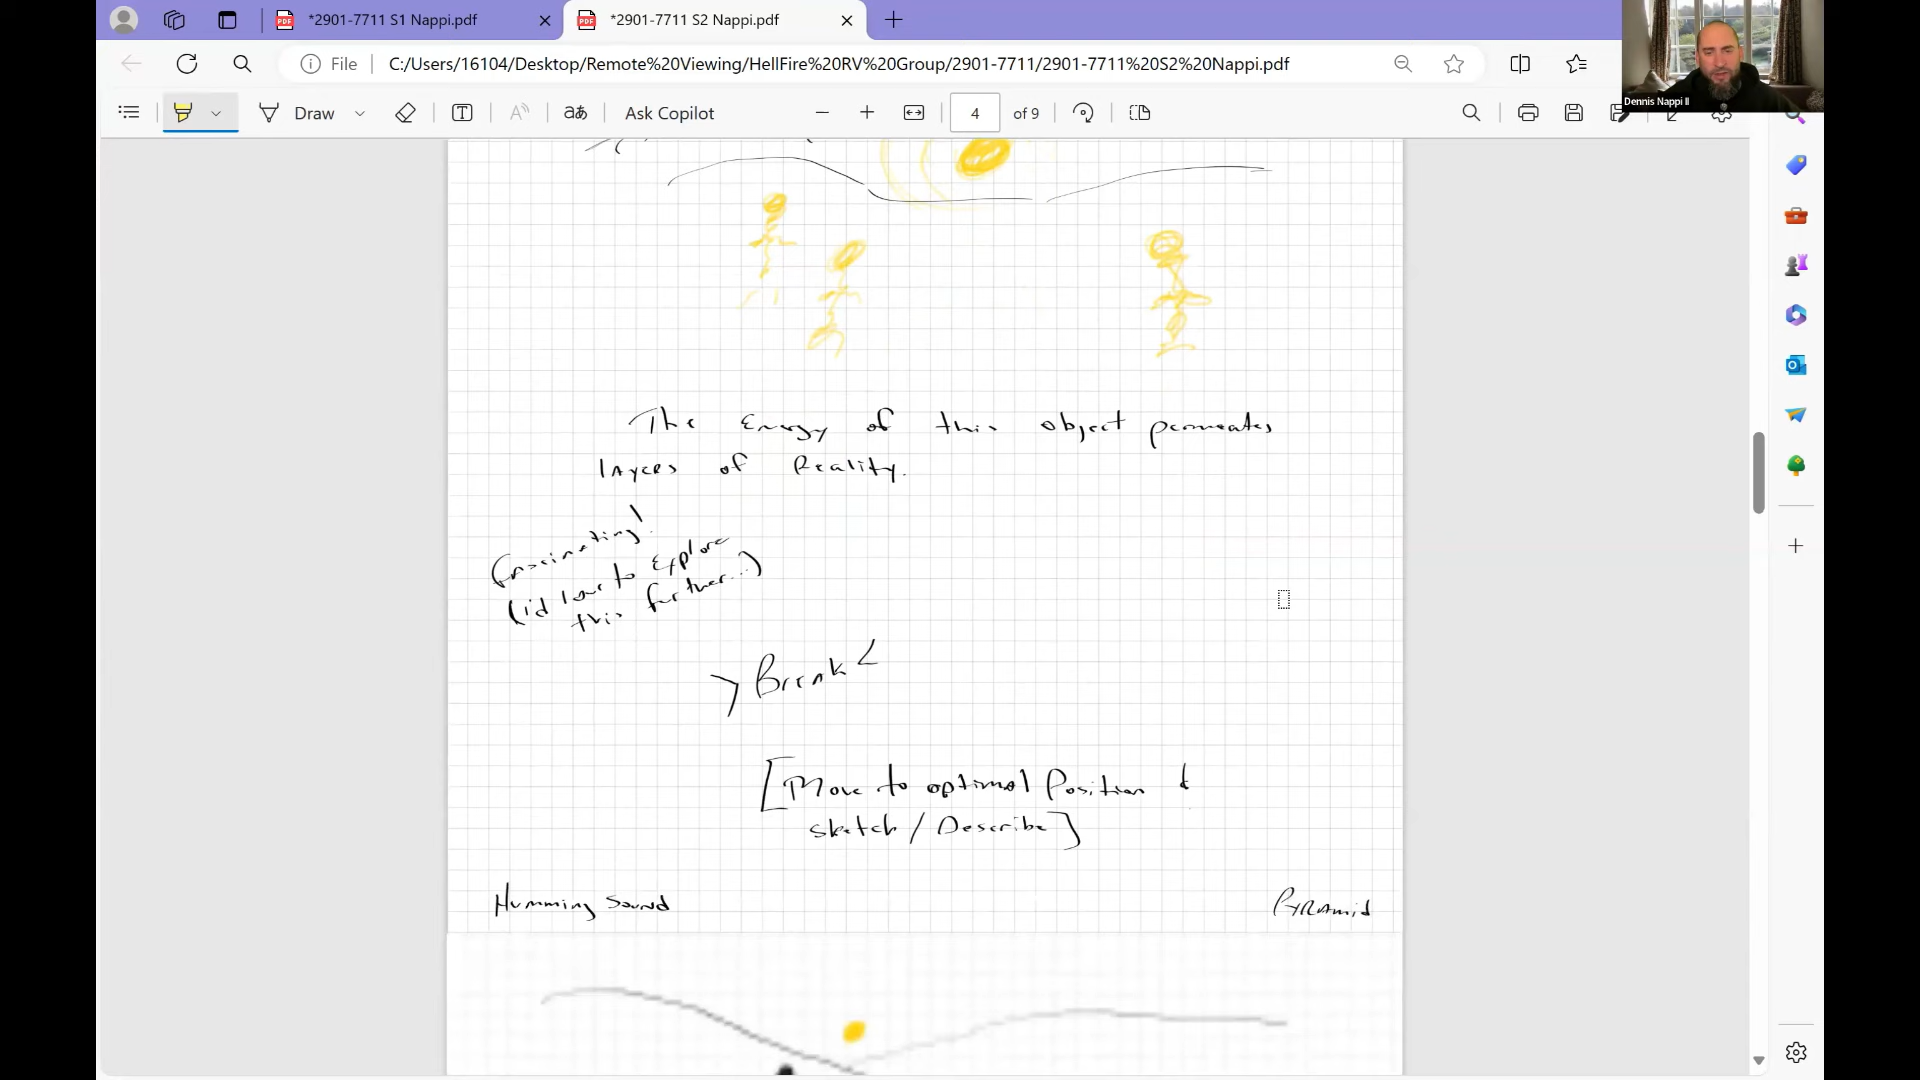 *2901-7711 S1 Nappi.pdf
*2901-7711 S2 Nappi.pdf
File
C:/Users/16104/Desktop/Remote%20Viewing/HellFire%20RV%20Group/2901-7711/2901-7711%20S2%20Nappi.pdf
Dennis Nappi II
Draw
Ask Copilot
4
of 9
The Energy of this object permeates
layers of Reality.
fascinating!
(id love to explore
this further...)
>Break<
[Move to optimal Position &
sketch / Describe]
Humming Sound
Pyramid